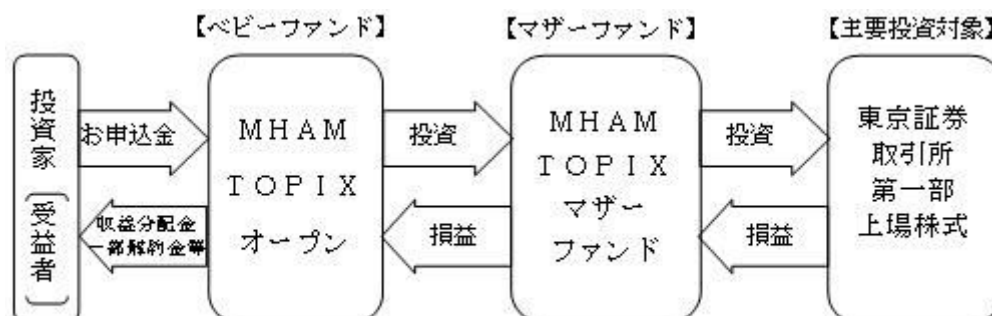 【ベビーファンド】
【マザーファンド】
【主要投資対象】
投資家
(受益者)
お申込金
収益分配金
一部解約金等
MHAM
TOPIX
オープン
投資
損益
MHAM
TOPIX
マザー
ファンド
投資
損益
東京証券
取引所
第一部
上場株式